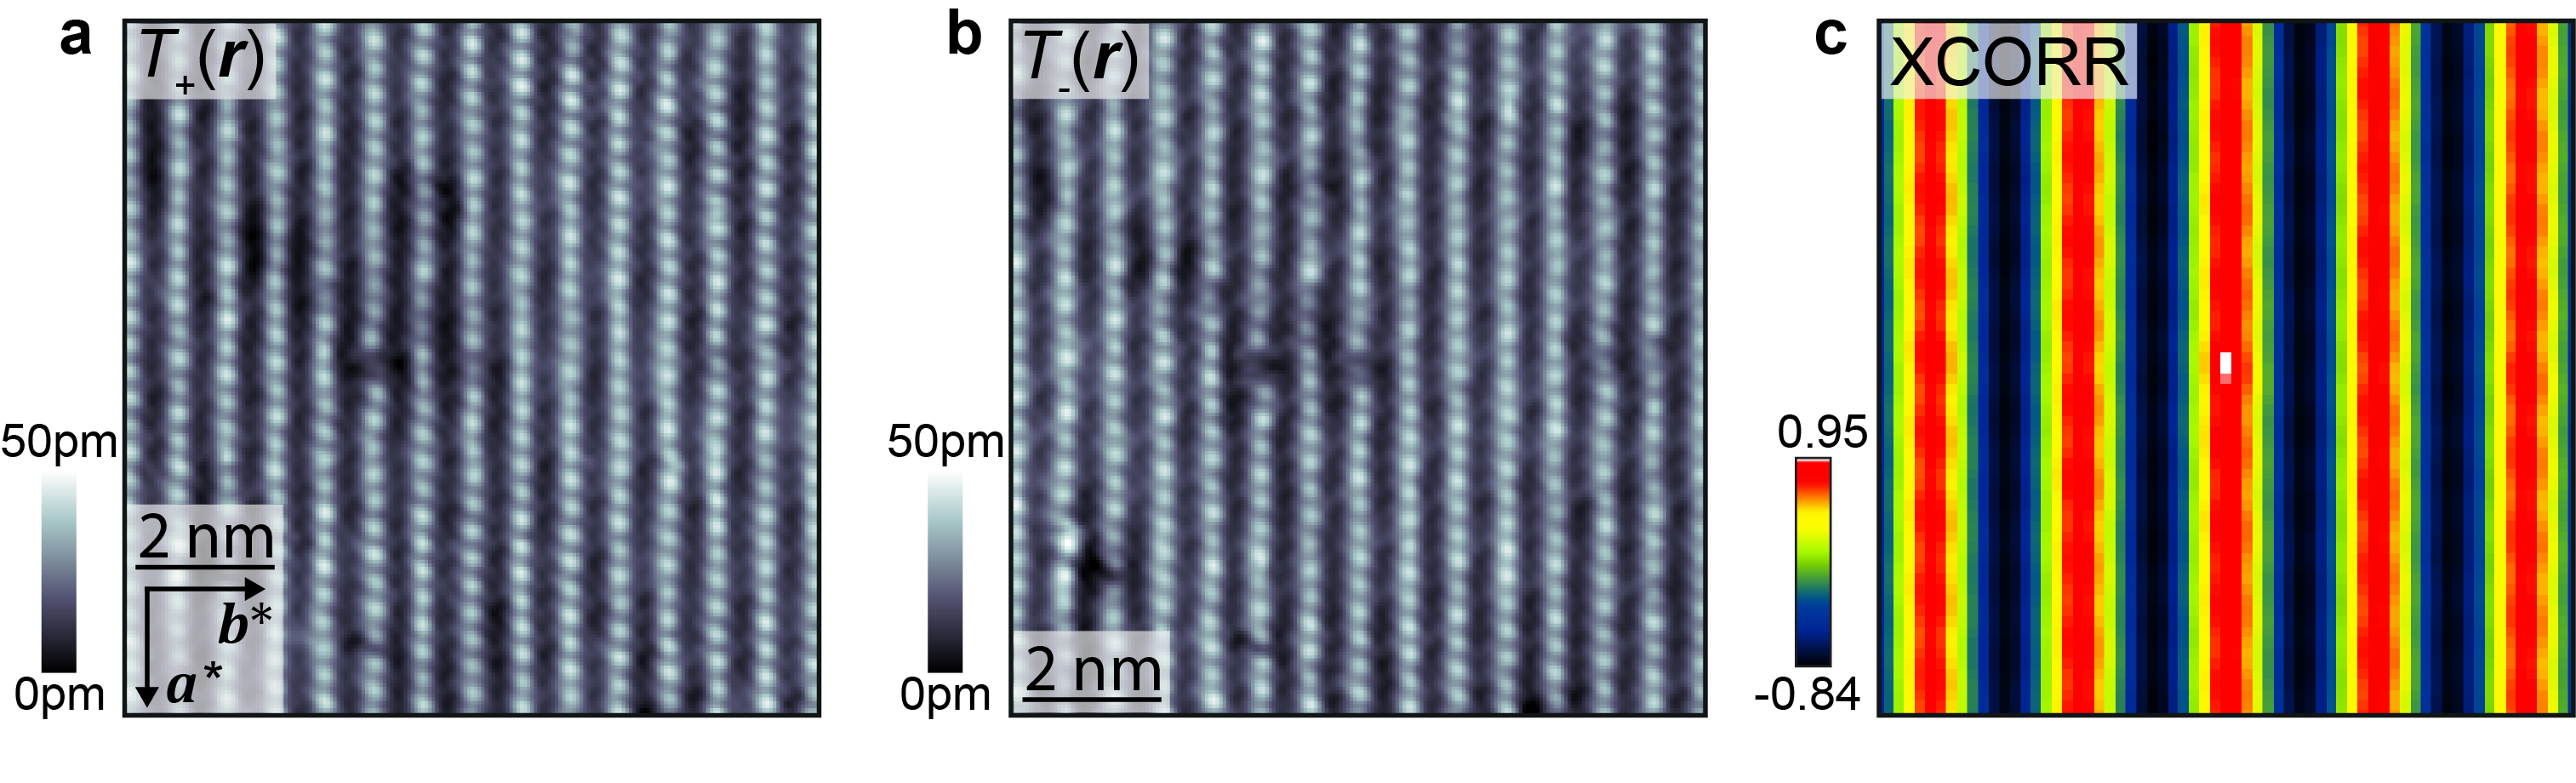 a
T+(r)
50pm
0pm
2 nm
b*
a*
b
T-(r)
50pm
0pm
2 nm
c
XCORR
0.95
-0.84